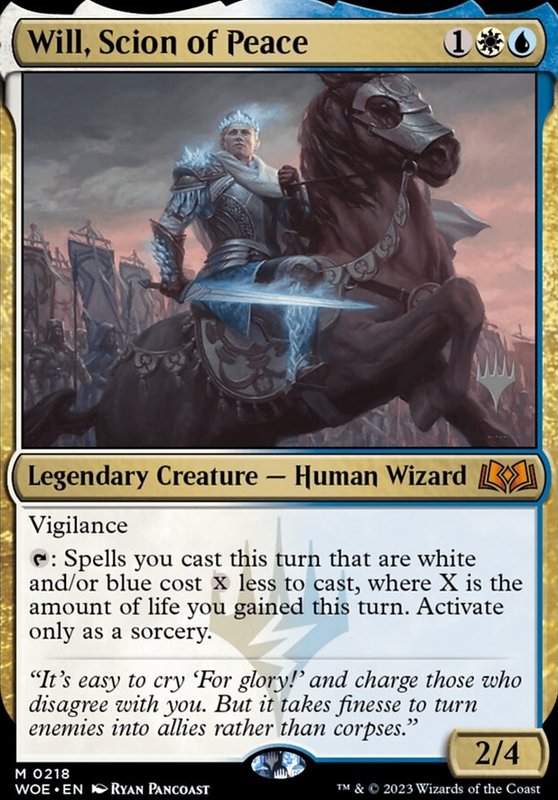 Will, Scion of Peace 1
Legendary Creature — Human Wizard
Vigilance
: Spells you cast this turn that are white
and/or blue cost X less to cast, where X is the
amount of life you gained this turn. Activate
only as a sorcery.
“It’s easy to cry ‘For glory!’ and charge those who
disagree with you. But it takes finesse to turn
enemies into allies rather than corpses.”
2/4
M 0218
WOE • EN Ryan Pancoast
™ & © 2023 Wizards of the Coast